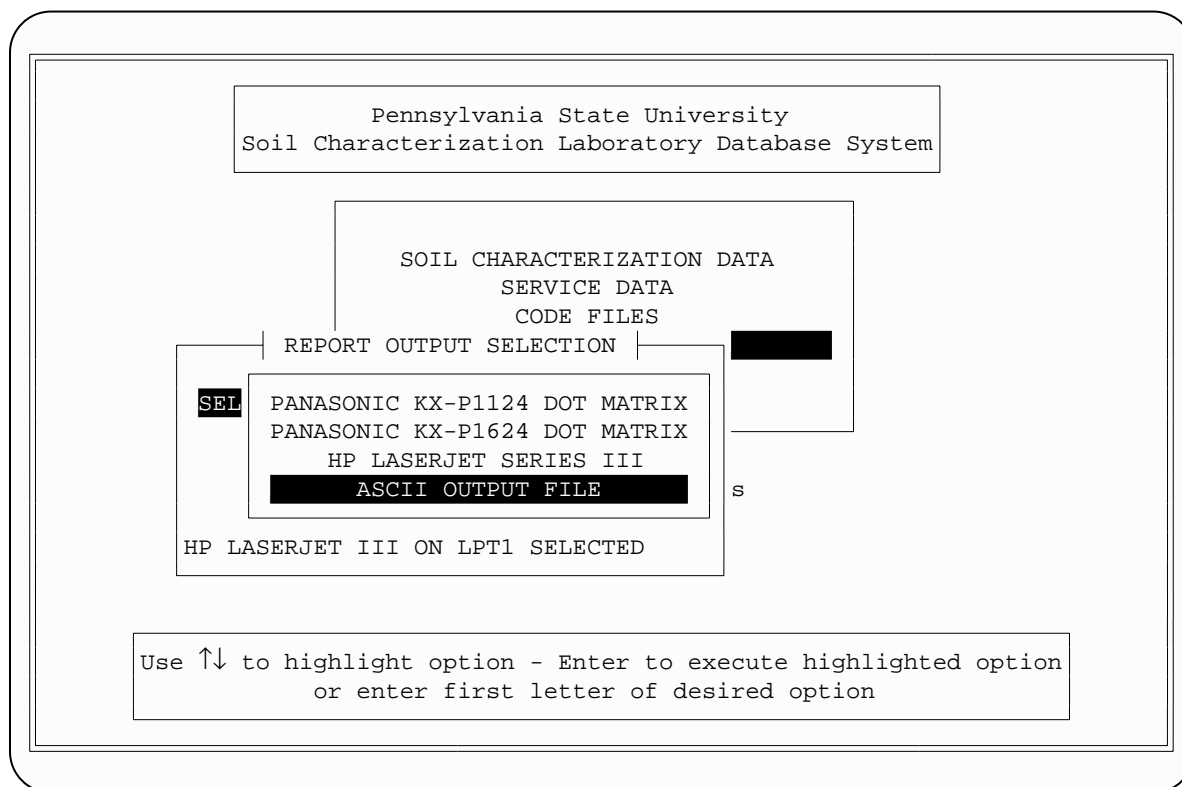 Pennsylvania State University
Soil Characterization Laboratory Database System
SOIL CHARACTERIZATION DATA
SERVICE DATA
CODE FILES
REPORT OUTPUT SELECTION
SEL
PANASONIC KX-P1124 DOT MATRIX
PANASONIC KX-P1624 DOT MATRIX
HP LASERJET SERIES III
ASCII OUTPUT FILE
s
HP LASERJET III ON LPT1 SELECTED
Use ↑↓ to highlight option - Enter to execute highlighted option
or enter first letter of desired option